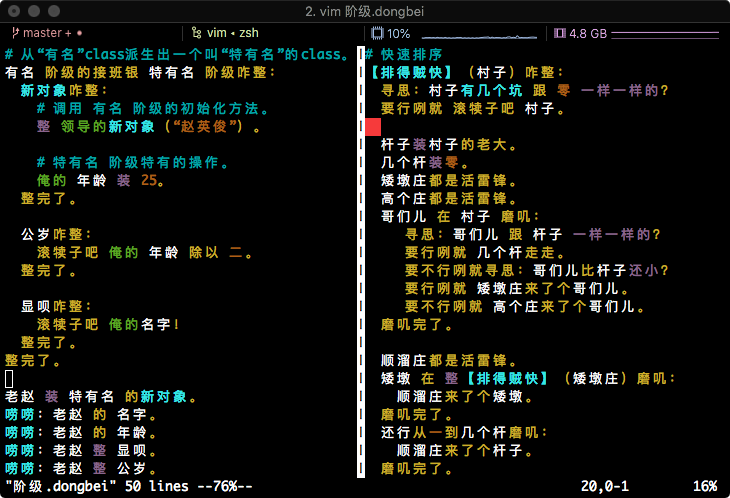 2. vim 阶级.dongbei
master + •
vim • zsh
10%
4.8 GB
# 从“有名”class派生出一个叫“特有名”的class。
有名 阶级的接班银 特有名 阶级咋整：
新对象咋整：
# 调用 有名 阶级的初始化方法。
整 领导的新对象（“赵英俊”）。
# 特有名 阶级特有的操作。
俺的 年龄 装 25。
整完了。
公岁咋整：
滚犊子吧 俺的 年龄 除以 二。
整完了。
显呗咋整：
滚犊子吧 俺的名字！
整完了。
整完了。
老赵 装 特有名 的新对象。
唠唠：老赵 的 名字。
唠唠：老赵 的 年龄。
唠唠：老赵 整 显呗。
唠唠：老赵 整 公岁。
"阶级.dongbei" 50 lines --76%--
# 快速排序
【排得贼快】（村子）咋整：
寻思：村子有几个坑 跟 零 一样一样的？
要行咧就 滚犊子吧 村子。
杆子装村子的老大。
几个杆装零。
矮墩庄都是活雷锋。
高个庄都是活雷锋。
哥们儿 在 村子 磨叽：
寻思：哥们儿 跟 杆子 一样一样的？
要行咧就 几个杆走走。
要不行咧就寻思：哥们儿比杆子还小？
要行咧就 矮墩庄来了个哥们儿。
要不行咧就 高个庄来了个哥们儿。
磨叽完了。
顺溜庄都是活雷锋。
矮墩 在 整【排得贼快】（矮墩庄）磨叽：
顺溜庄来了个矮墩。
磨叽完了。
还行从一到几个杆磨叽：
顺溜庄来了个杆子。
磨叽完了。
20,0-1 16%